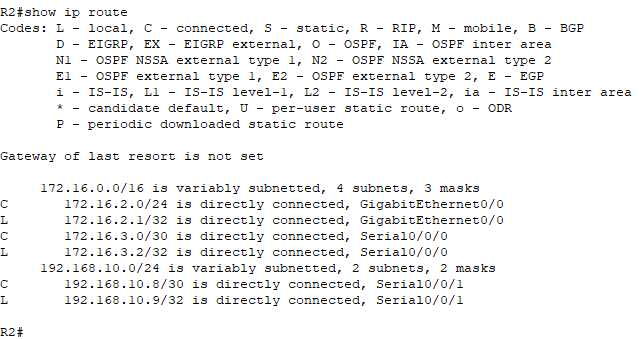 R2#show ip route
Codes: L - local, C - connected, S - static, R - RIP, M - mobile, B - BGP
       D - EIGRP, EX - EIGRP external, O - OSPF, IA - OSPF inter area
       N1 - OSPF NSSA external type 1, N2 - OSPF NSSA external type 2
       E1 - OSPF external type 1, E2 - OSPF external type 2, E - EGP
       i - IS-IS, L1 - IS-IS level-1, L2 - IS-IS level-2, ia - IS-IS inter area
       * - candidate default, U - per-user static route, o - ODR
       P - periodic downloaded static route

Gateway of last resort is not set

     172.16.0.0/16 is variably subnetted, 4 subnets, 3 masks
C       172.16.2.0/24 is directly connected, GigabitEthernet0/0
L       172.16.2.1/32 is directly connected, GigabitEthernet0/0
C       172.16.3.0/30 is directly connected, Serial0/0/0
L       172.16.3.2/32 is directly connected, Serial0/0/0
     192.168.10.0/24 is variably subnetted, 2 subnets, 2 masks
C       192.168.10.8/30 is directly connected, Serial0/0/1
L       192.168.10.9/32 is directly connected, Serial0/0/1

R2#